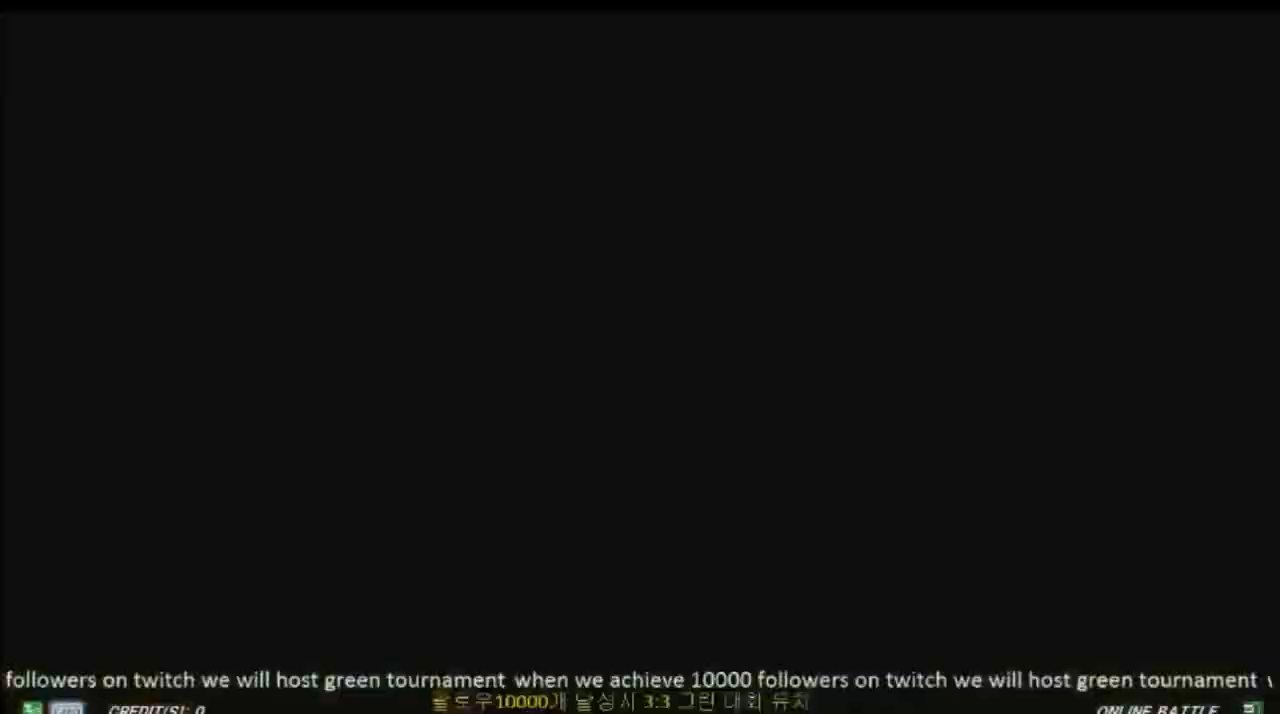 followers on twitch we will host green tournament when we achieve 10000 followers on twitch we will host green tournament
팔로우10000개 달성시 3:3 그린 대회 유치
CREDIT(S): 0
ONLINE BATTLE